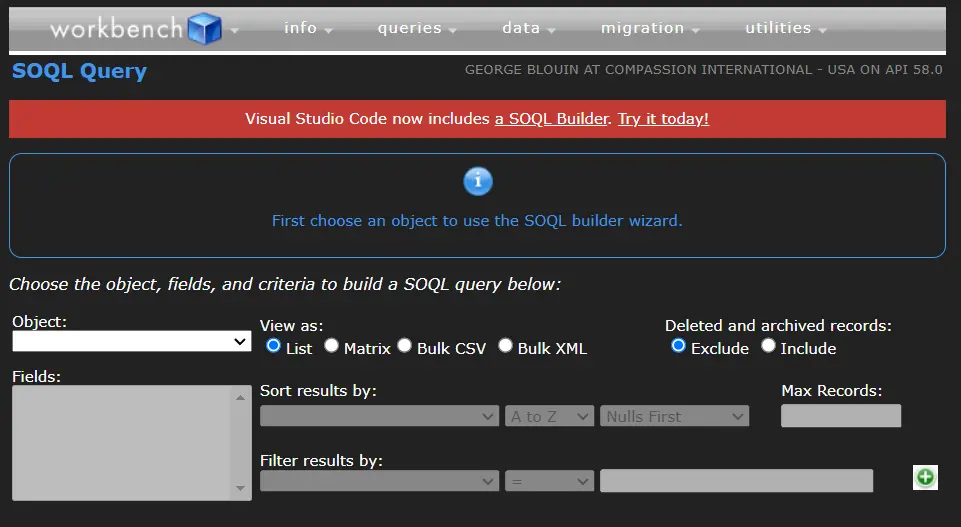 workbench info queries data migration utilities
SOQL Query GEORGE BLOUIN AT COMPASSION INTERNATIONAL - USA ON API 58.0
Visual Studio Code now includes a SOQL Builder. Try it today!
i
First choose an object to use the SOQL builder wizard.
Choose the object, fields, and criteria to build a SOQL query below:
Object: View as: Deleted and archived records:
List Matrix Bulk CSV Bulk XML Exclude Include
Fields: Sort results by: Max Records:
A to Z Nulls First
Filter results by:
=